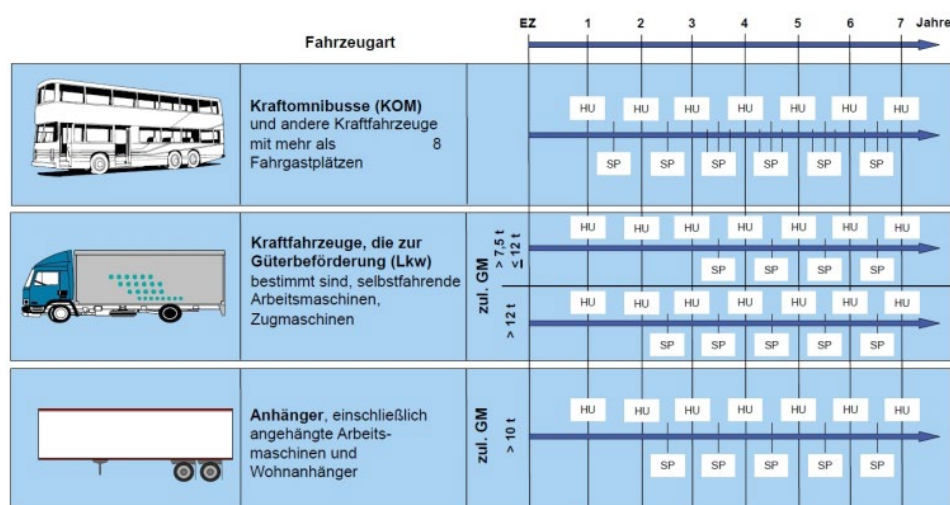 EZ 1 2 3 4 5 6 7 Jahre
Fahrzeugart
Kraftomnibusse (KOM)
und andere Kraftfahrzeuge
mit mehr als 8
Fahrgastplätzen
HU HU HU HU HU HU HU
SP SP SP SP SP SP
Kraftfahrzeuge, die zur
Güterbeförderung (Lkw)
bestimmt sind, selbstfahrende
Arbeitsmaschinen,
Zugmaschinen
zul. GM
> 7,5 t
≤ 12 t
HU HU HU HU HU HU HU
SP SP SP SP
> 12 t
HU HU HU HU HU HU HU
SP SP SP SP SP
Anhänger, einschließlich
angehängte Arbeits-
maschinen und
Wohnanhänger
zul. GM
> 10 t
HU HU HU HU HU HU HU
SP SP SP SP SP